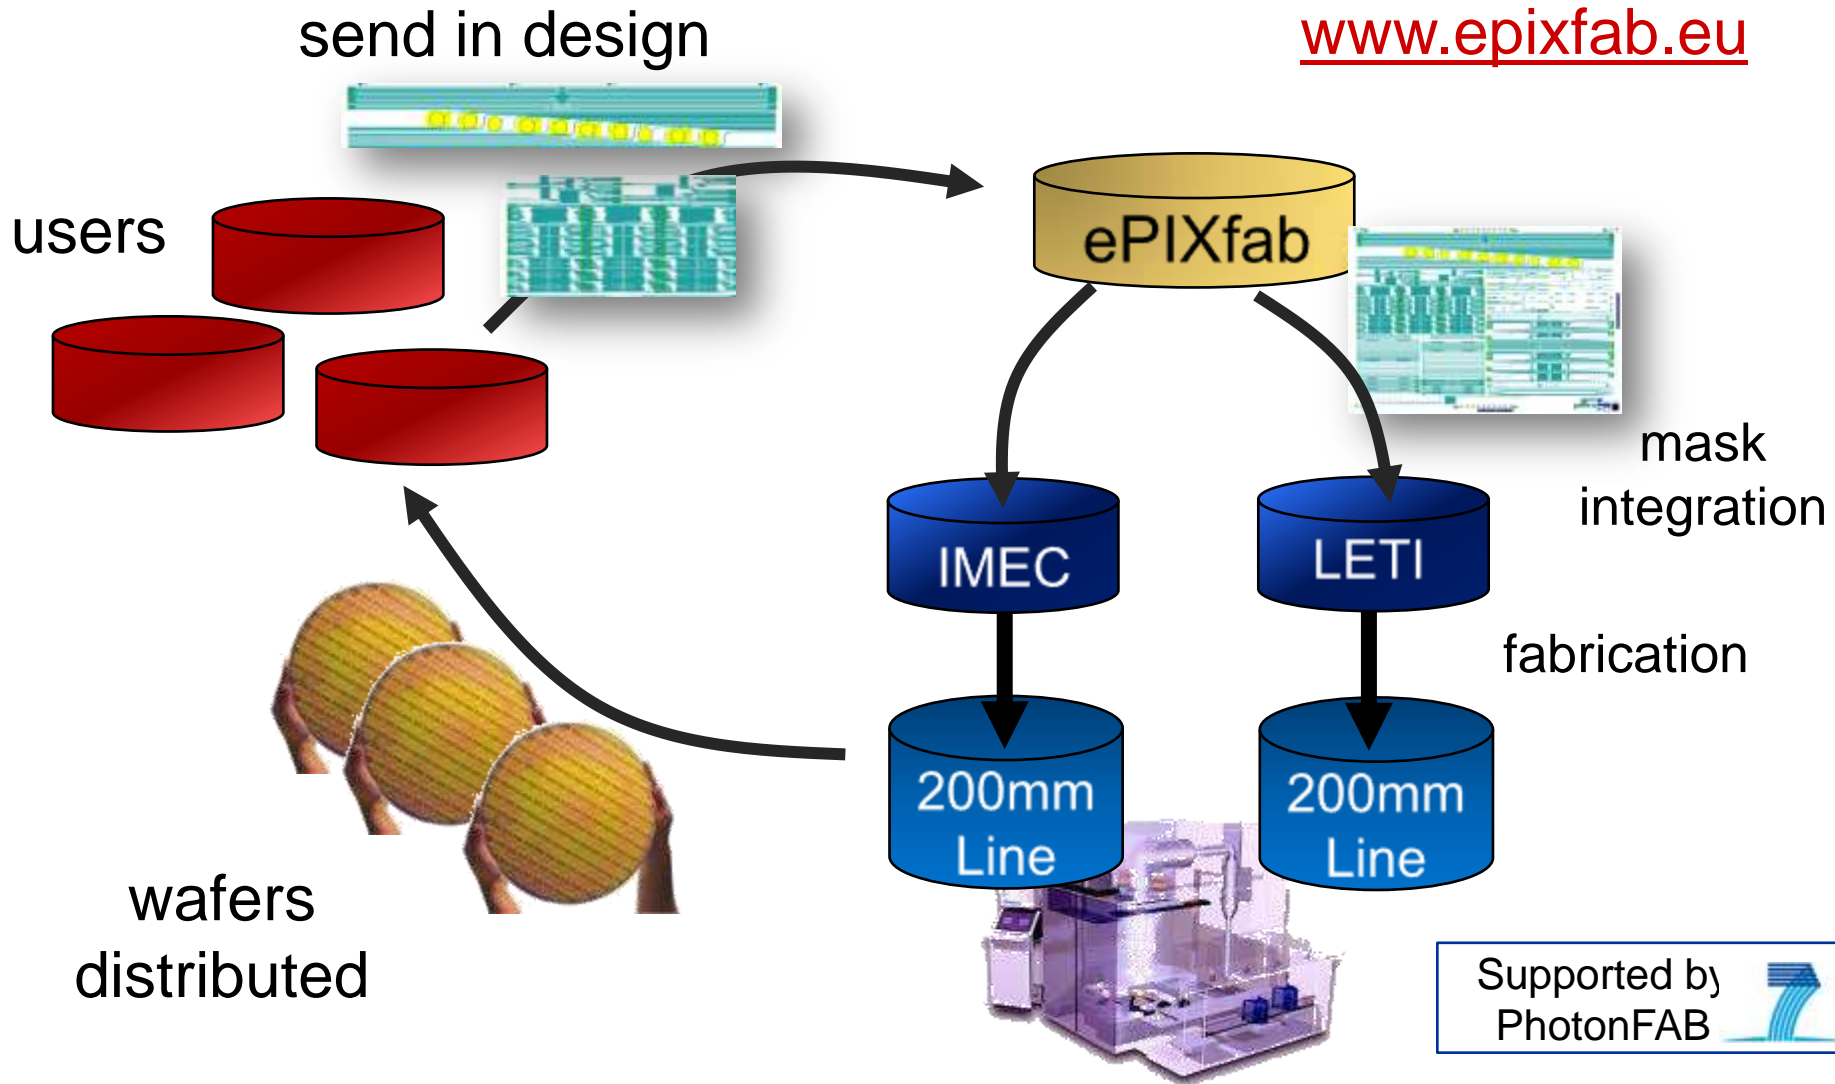 send in design
www.epixfab.eu
users
ePIXfab
mask
integration
IMEC
LETI
fabrication
200mm
Line
200mm
Line
wafers
distributed
Supported by
PhotonFAB
7